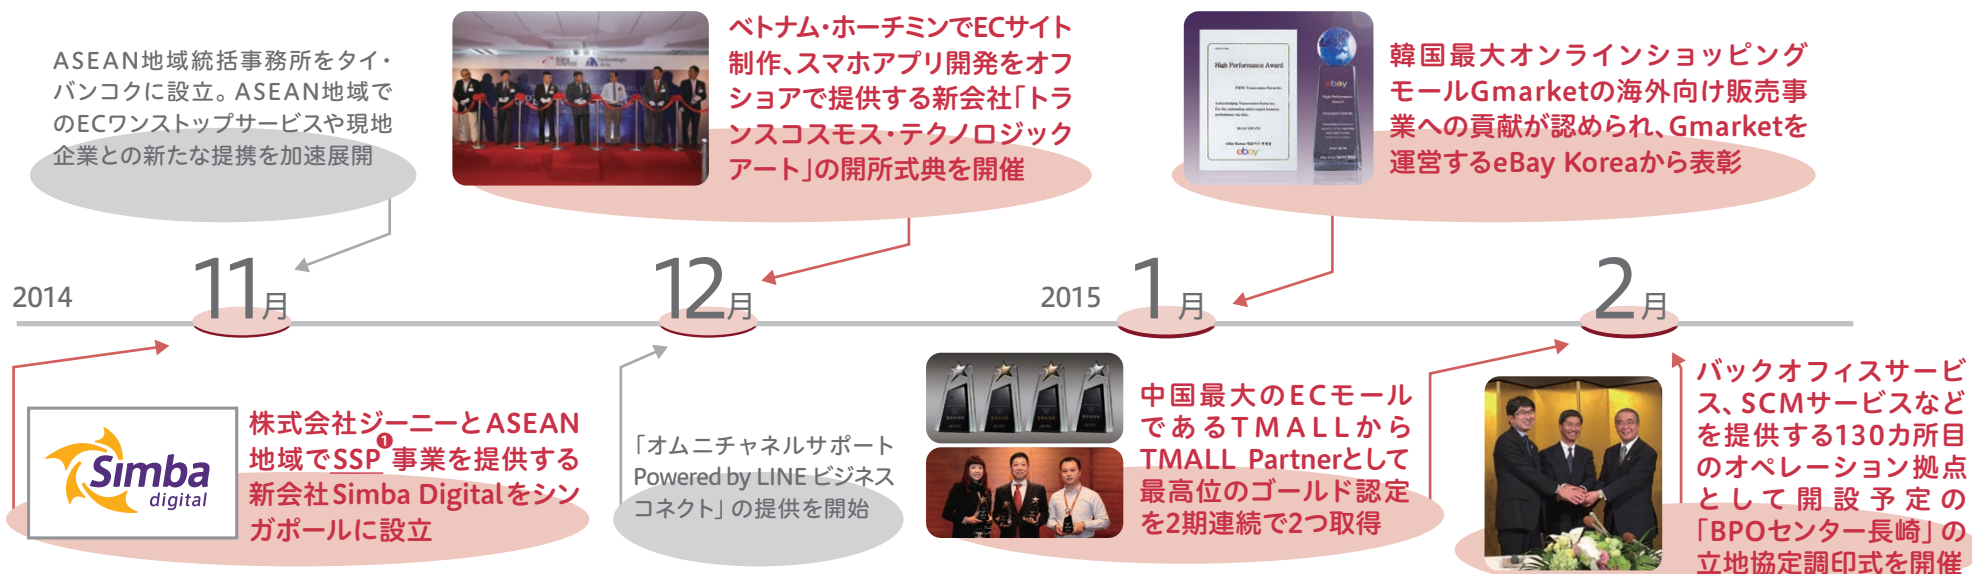 ASEAN地域統括事務所をタイ・
バンコクに設立。ASEAN地域で
のECワンストップサービスや現地
企業との新たな提携を加速展開
ベトナム・ホーチミンでECサイト
制作、スマホアプリ開発をオフ
ショアで提供する新会社「トラ
ンスコスモス・テクノロジック
アート」の開所式典を開催
High Performance Award
ebay
ebay
High Performance
Award
韓国最大オンラインショッピング
モールGmarketの海外向け販売事
業への貢献が認められ、Gmarketを
運営するeBay Koreaから表彰
2014
11月
12月
2015
1月
2月
Simba
digital
株式会社ジーニーとASEAN
地域でSSP❶事業を提供する
新会社Simba Digitalをシン
ガポールに設立
「オムニチャネルサポート
Powered by LINE ビジネス
コネクト」の提供を開始
中国最大のECモール
であるTMALLから
TMALL Partnerとして
最高位のゴールド認定
を2期連続で2つ取得
バックオフィスサービ
ス、SCMサービスなど
を提供する130カ所目
のオペレーション拠点
として開設予定の
「BPOセンター長崎」の
立地協定調印式を開催